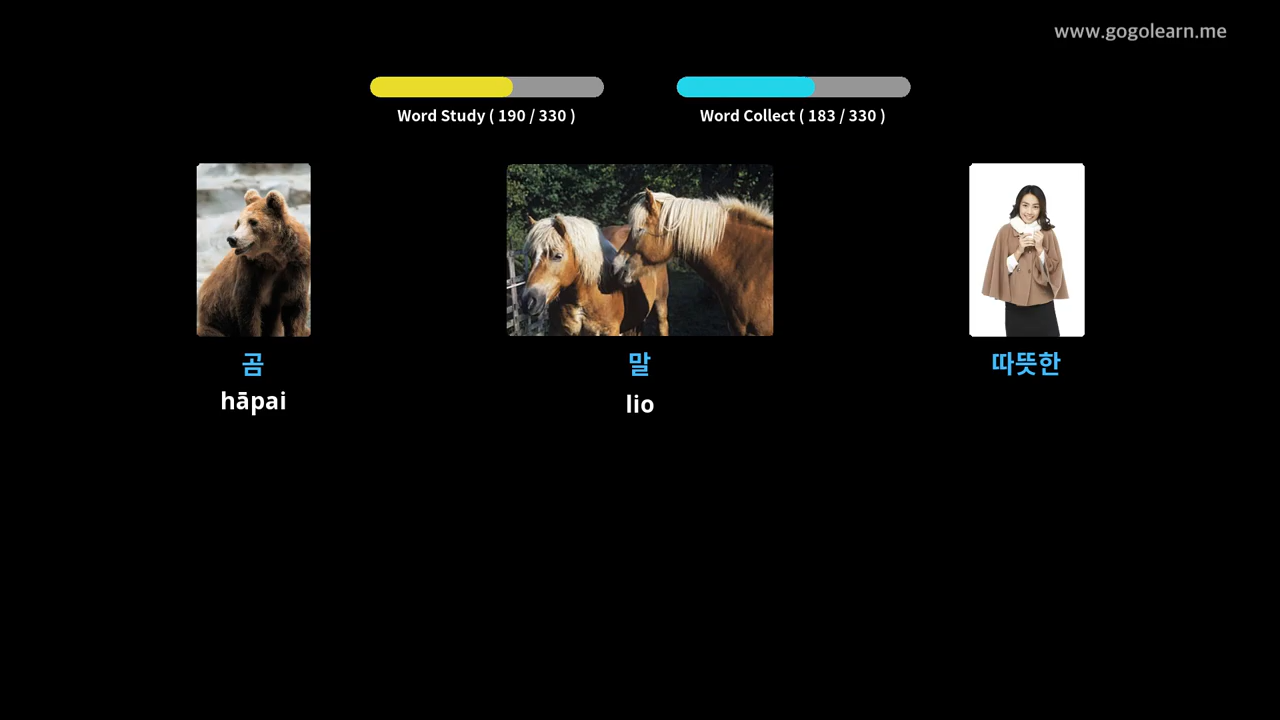 www.gogolearn.me
Word Study ( 190 / 330 )
Word Collect ( 183 / 330 )
곰
말
따뜻한
hāpai
lio